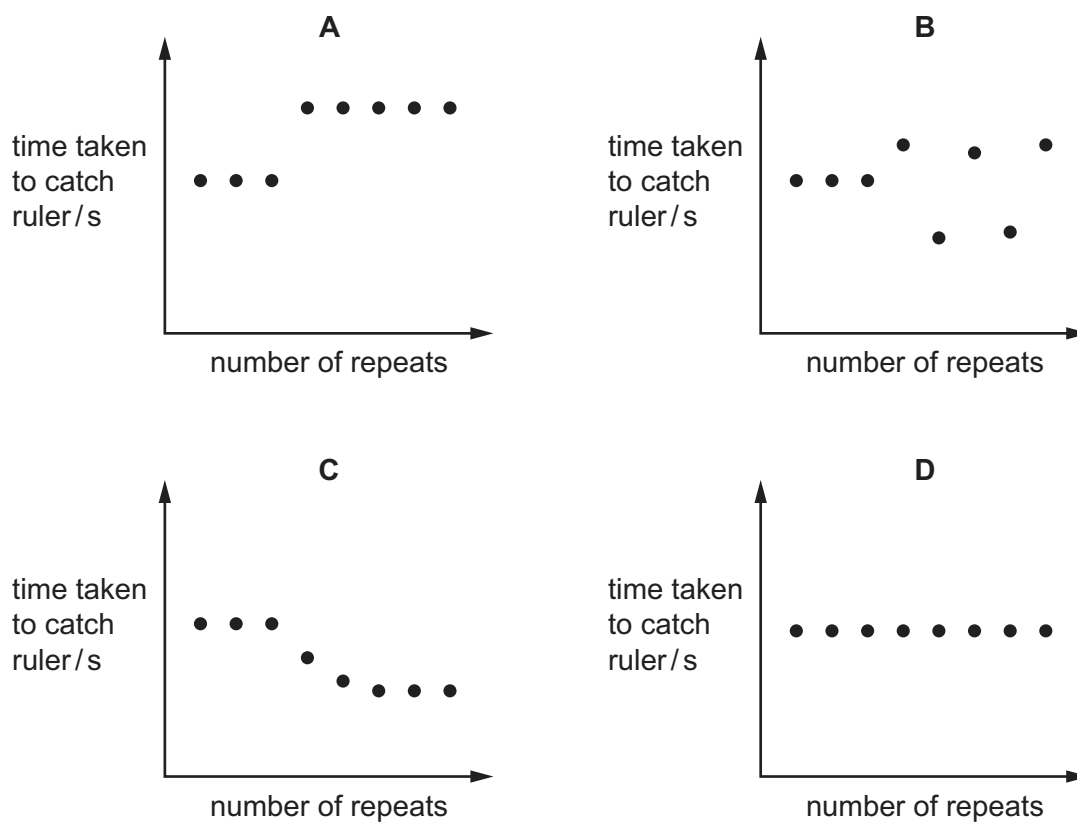 A
time taken
to catch
ruler / s
number of repeats
B
time taken
to catch
ruler / s
number of repeats
C
time taken
to catch
ruler / s
number of repeats
D
time taken
to catch
ruler / s
number of repeats